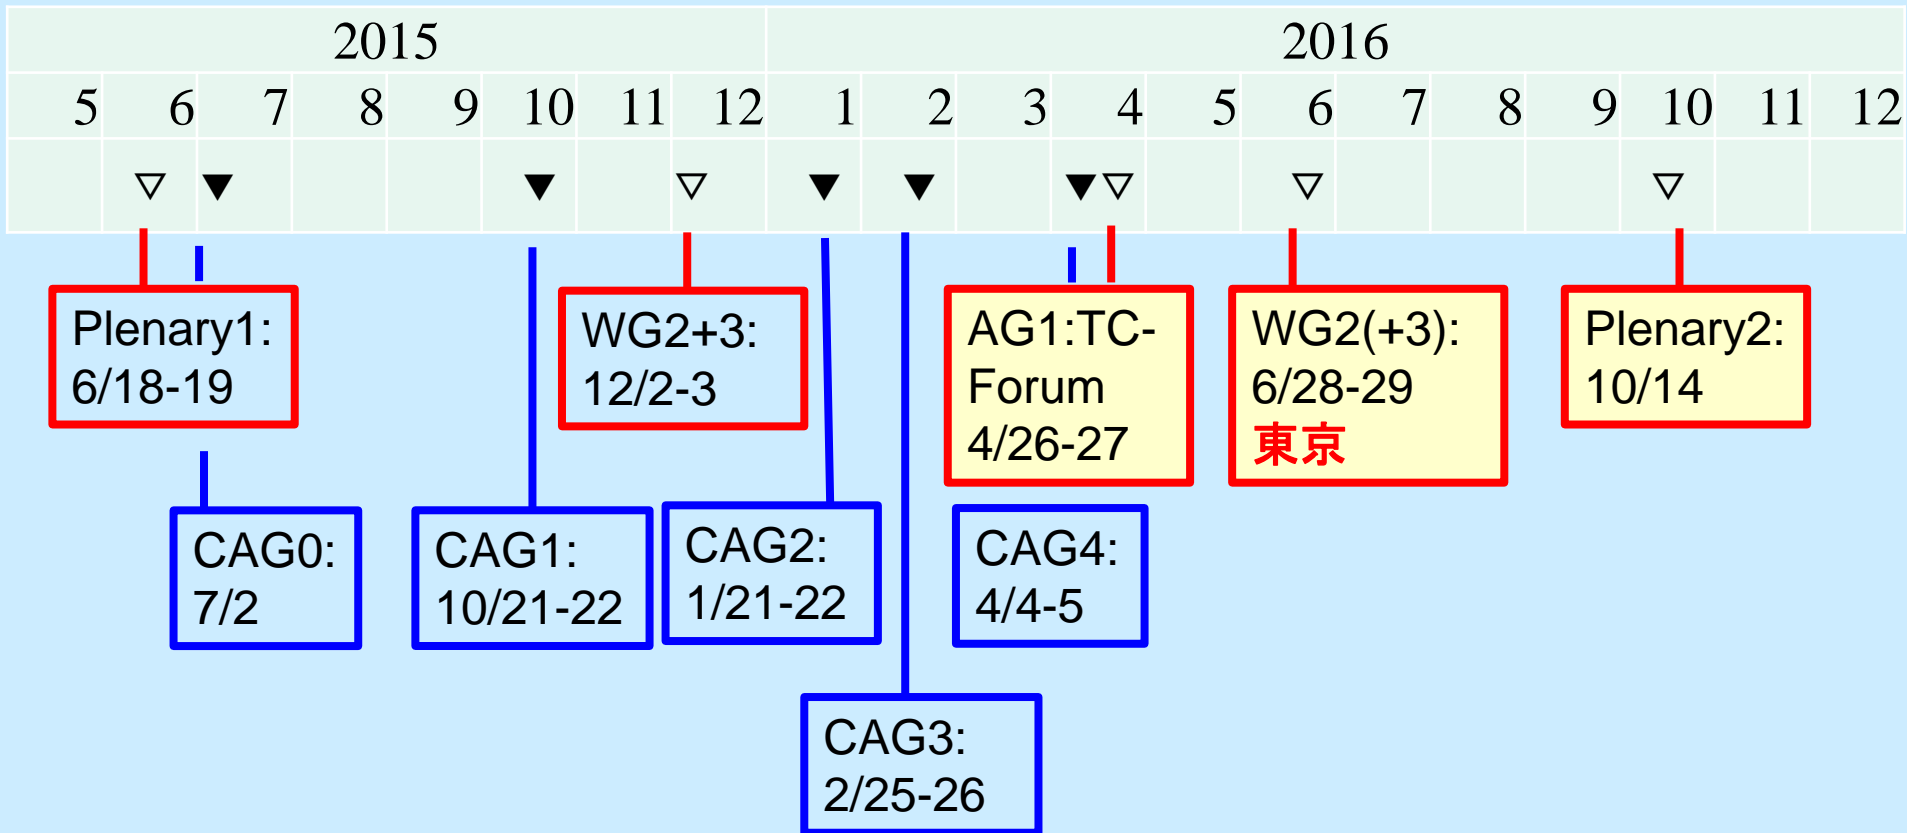 2015 2016
5 6 7 8 9 10 11 12 1 2 3 4 5 6 7 8 9 10 11 12
▽ ▼ ▼ ▽ ▼ ▼ ▼▽ ▽ ▽
Plenary1:
6/18-19
WG2+3:
12/2-3
AG1:TC-
Forum
4/26-27
WG2(+3):
6/28-29
東京
Plenary2:
10/14
CAG0:
7/2
CAG1:
10/21-22
CAG2:
1/21-22
CAG4:
4/4-5
CAG3:
2/25-26